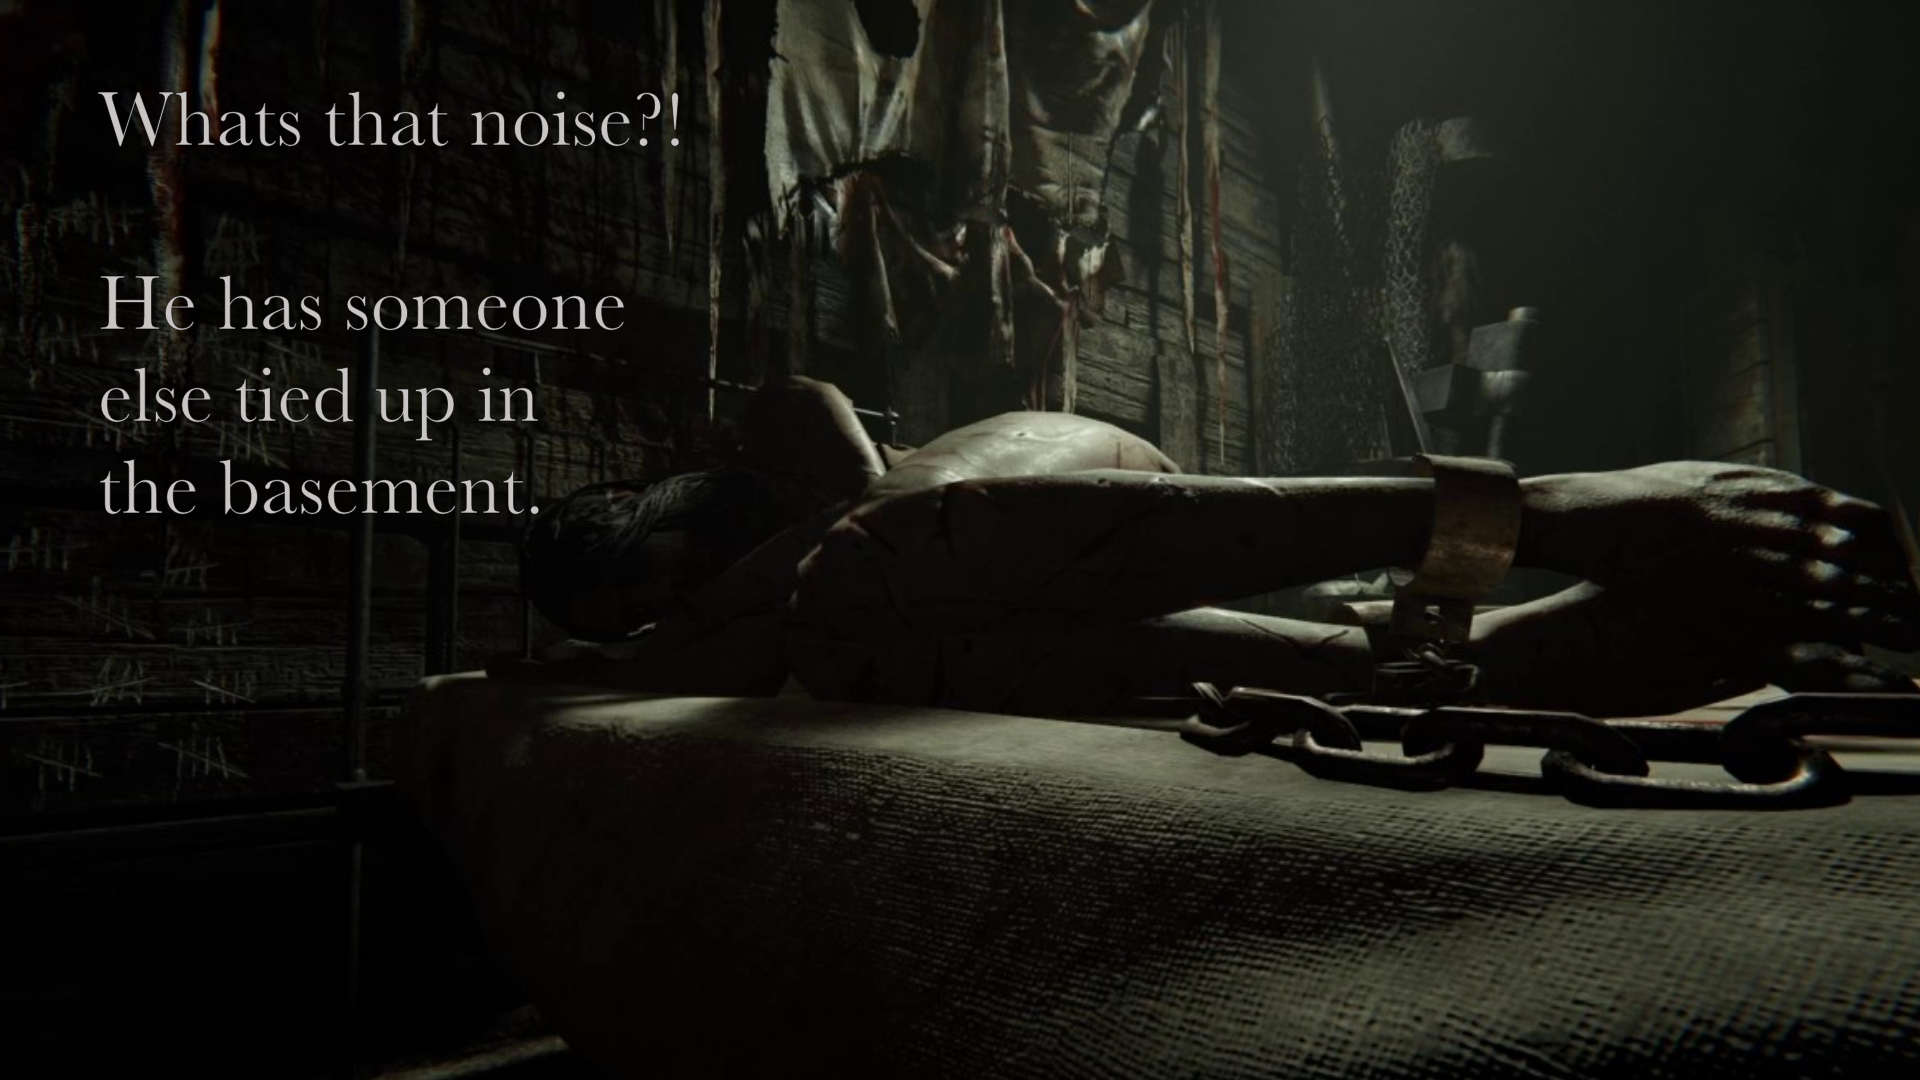 Whats that noise?!
He has someone
else tied up in
the basement.